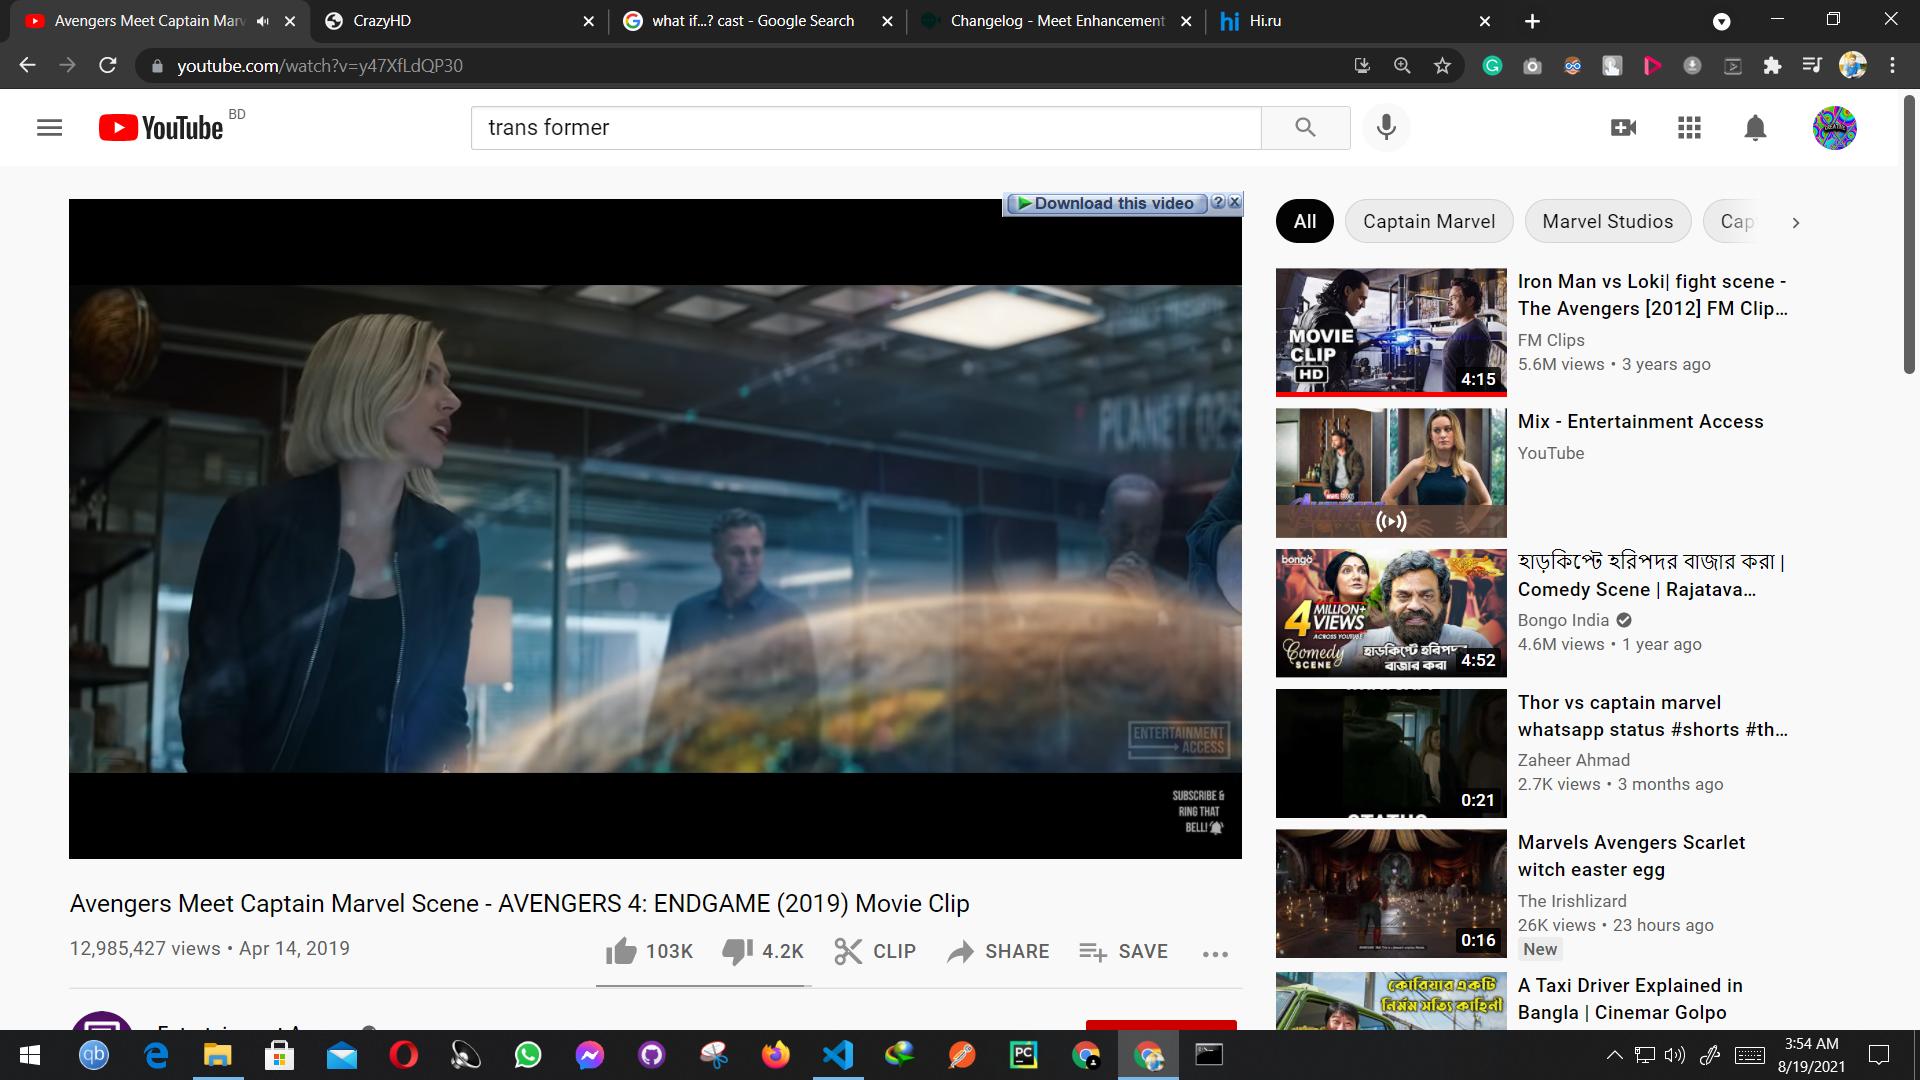 Avengers Meet Captain Marv
CrazyHD
what if...? cast - Google Search
Changelog - Meet Enhancement
hi Hi.ru
youtube.com/watch?v=y47XfLdQP30
YouTube BD
trans former
Download this video
All
Captain Marvel
Marvel Studios
Cap
PLANET 025
ENTERTAINMENT
ACCESS
SUBSCRIBE &
RING THAT
BELL!
Avengers Meet Captain Marvel Scene - AVENGERS 4: ENDGAME (2019) Movie Clip
12,985,427 views • Apr 14, 2019
103K
4.2K
CLIP
SHARE
SAVE
MOVIE
CLIP
HD
4:15
Iron Man vs Loki| fight scene -
The Avengers [2012] FM Clip...
FM Clips
5.6M views • 3 years ago
Mix - Entertainment Access
YouTube
bongo
4 MILLION+
VIEWS
ACROSS YOUTUBE
Comedy
SCENE
হাড়কিপ্টে হরিপদর
বাজার করা
4:52
হাড়কিপ্টে হরিপদর বাজার করা |
Comedy Scene | Rajatava...
Bongo India
4.6M views • 1 year ago
STATUS
0:21
Thor vs captain marvel
whatsapp status #shorts #th...
Zaheer Ahmad
2.7K views • 3 months ago
0:16
Marvels Avengers Scarlet
witch easter egg
The Irishlizard
26K views • 23 hours ago
New
কোরিয়ার একটি
নির্মম সত্যি কাহিনী
A Taxi Driver Explained in
Bangla | Cinemar Golpo
qb
PC
3:54 AM
8/19/2021